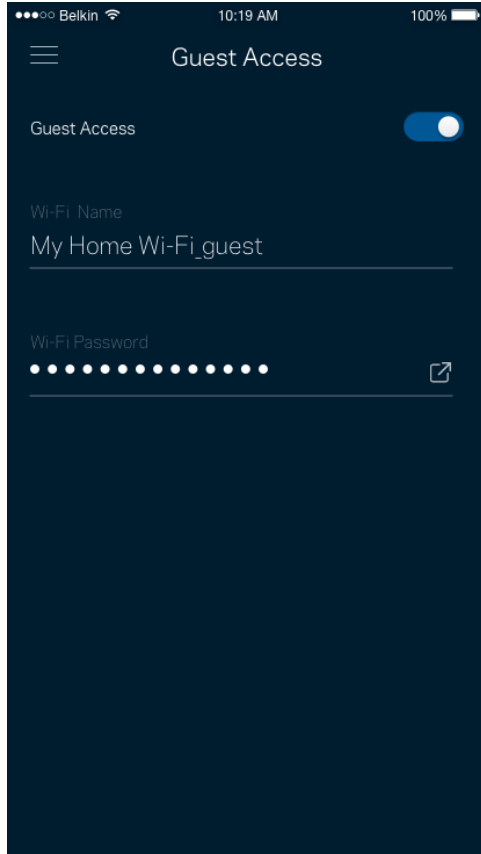 Belkin 10:19 AM 100%
Guest Access
Guest Access
Wi-Fi Name
My Home Wi-Fi_guest
Wi-Fi Password
●●●●●●●●●●●●●●